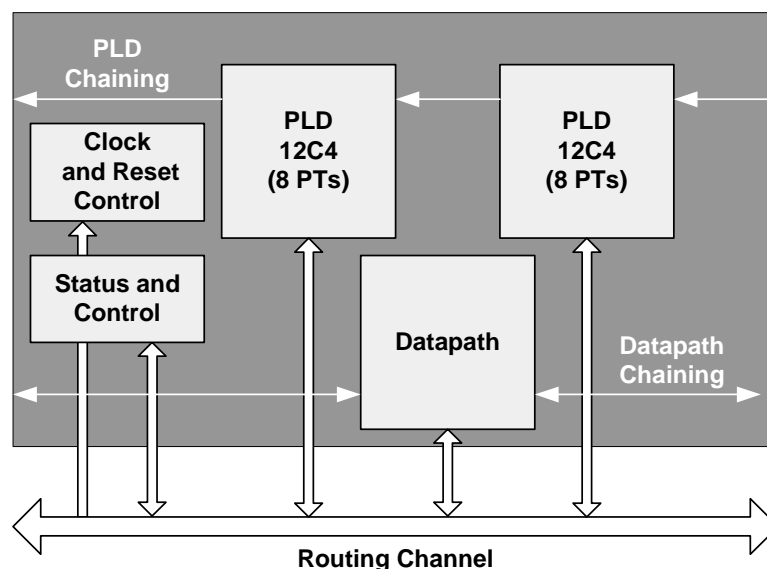 PLD
Chaining
PLD
12C4
(8 PTs)
PLD
12C4
(8 PTs)
Clock
and Reset
Control
Status and
Control
Datapath
Datapath
Chaining
Routing Channel